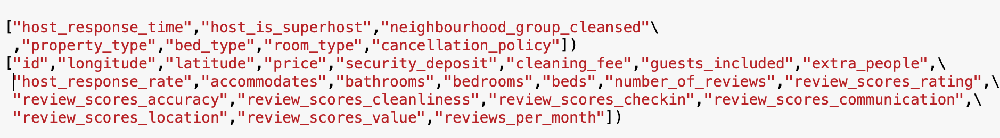 ["host_response_time","host_is_superhost","neighbourhood_group_cleansed"\
,"property_type","bed_type","room_type","cancellation_policy"])
["id","longitude","latitude","price","security_deposit","cleaning_fee","guests_included","extra_people",\
"host_response_rate","accommodates","bathrooms","bedrooms","beds","number_of_reviews","review_scores_rating",\
"review_scores_accuracy","review_scores_cleanliness","review_scores_checkin","review_scores_communication",\
"review_scores_location","review_scores_value","reviews_per_month"])